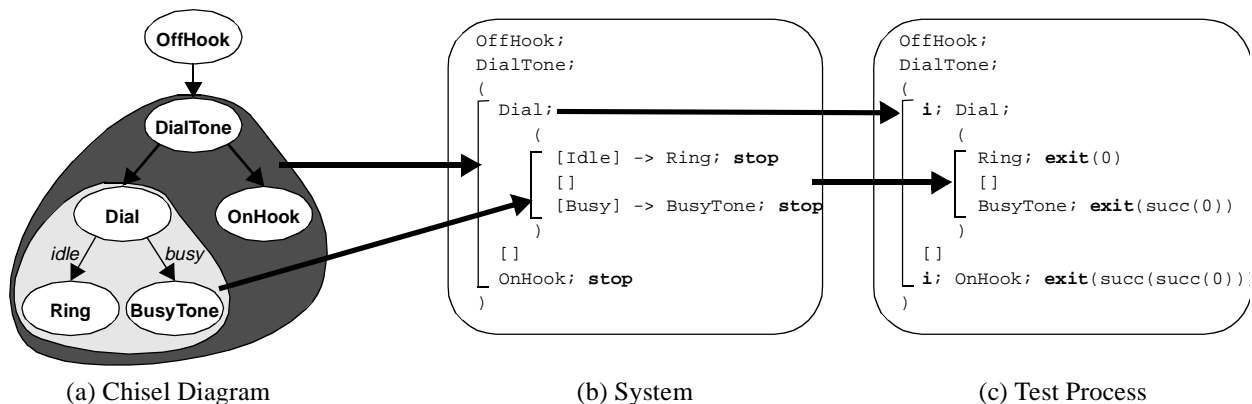 OffHook
DialTone
Dial
OnHook
idle
busy
Ring
BusyTone
(a) Chisel Diagram
OffHook;
DialTone;
(
Dial;
(
[Idle] -> Ring; stop
[]
[Busy] -> BusyTone; stop
)
[]
OnHook; stop
)
(b) System
OffHook;
DialTone;
(
i; Dial;
(
Ring; exit(0)
[]
BusyTone; exit(succ(0))
)
[]
i; OnHook; exit(succ(succ(0)))
)
(c) Test Process